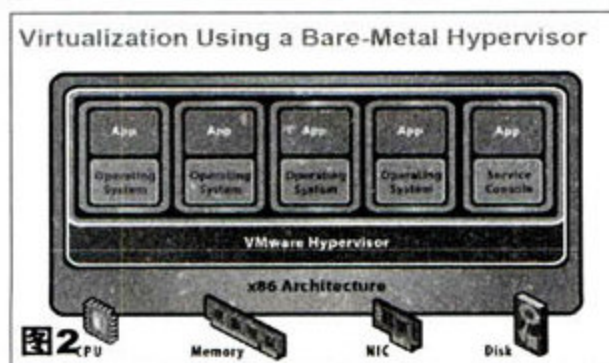 Virtualization Using a Bare-Metal Hypervisor
App App App App App
Operating System Operating System Operating System Operating System Service Console
VMware Hypervisor
x86 Architecture
图2 CPU Memory NIC Disk